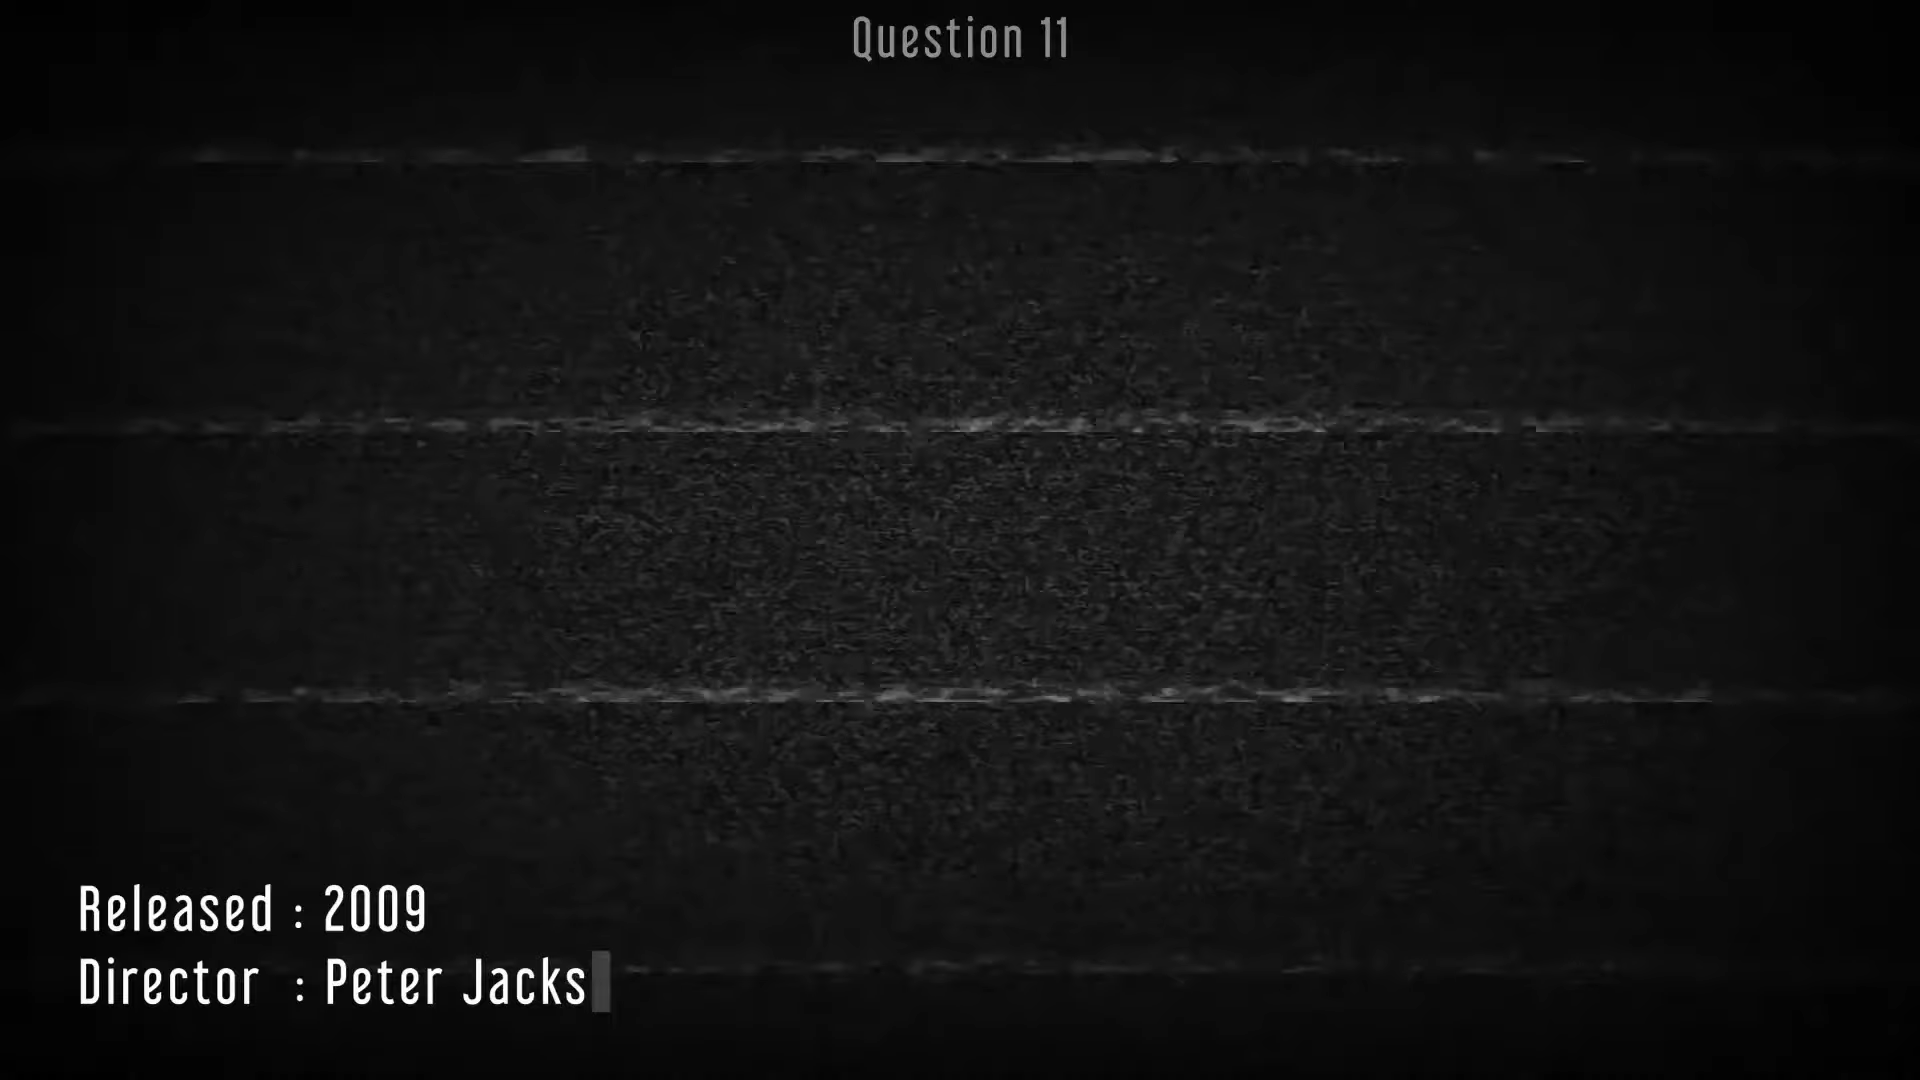 Question 11
Released : 2009
Director : Peter Jacks